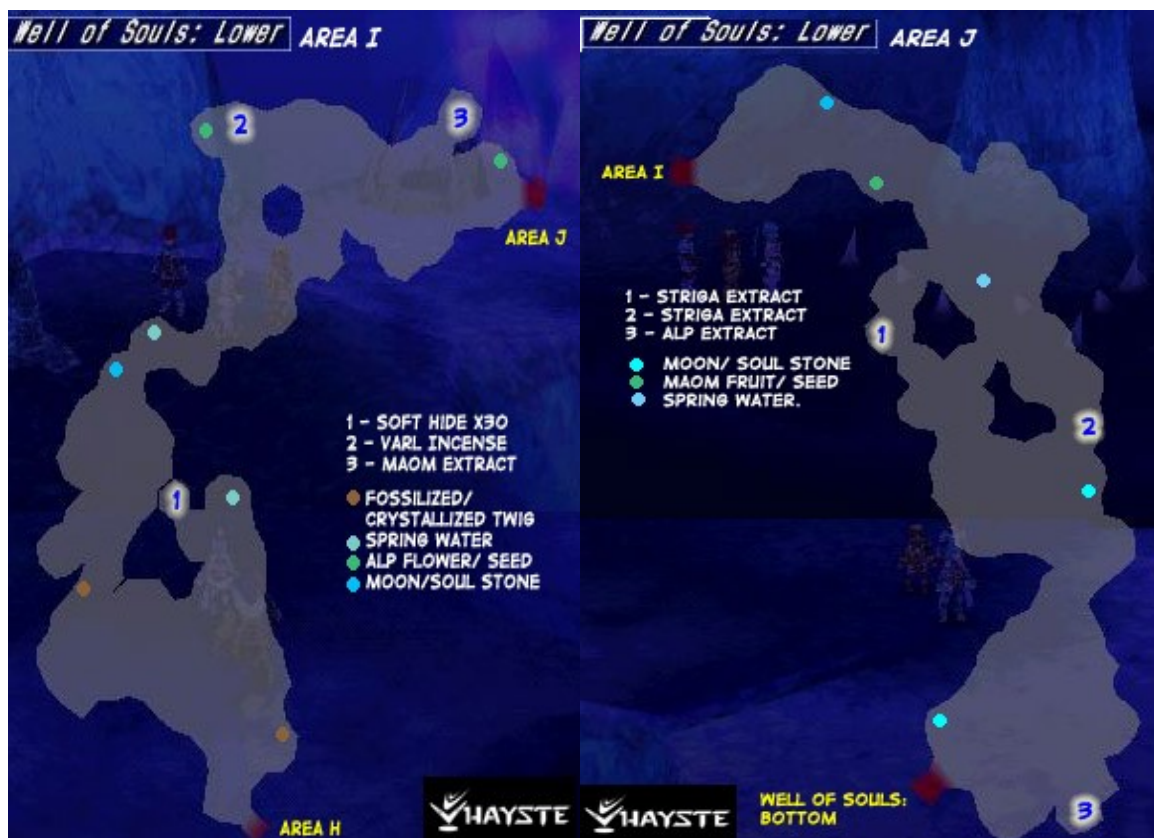 Well of Souls: Lower AREA I
2
3
AREA J
1 - SOFT HIDE X30
2 - VARL INCENSE
3 - MAOM EXTRACT
1
FOSSILIZED/
CRYSTALLIZED TWIG
SPRING WATER
ALP FLOWER/ SEED
MOON/SOUL STONE
AREA H
HAYSTE
Well of Souls: Lower AREA J
AREA I
1 - STRIGA EXTRACT
2 - STRIGA EXTRACT
3 - ALP EXTRACT
1
MOON/ SOUL STONE
MAOM FRUIT/ SEED
SPRING WATER.
2
WELL OF SOULS:
BOTTOM
3
HAYSTE